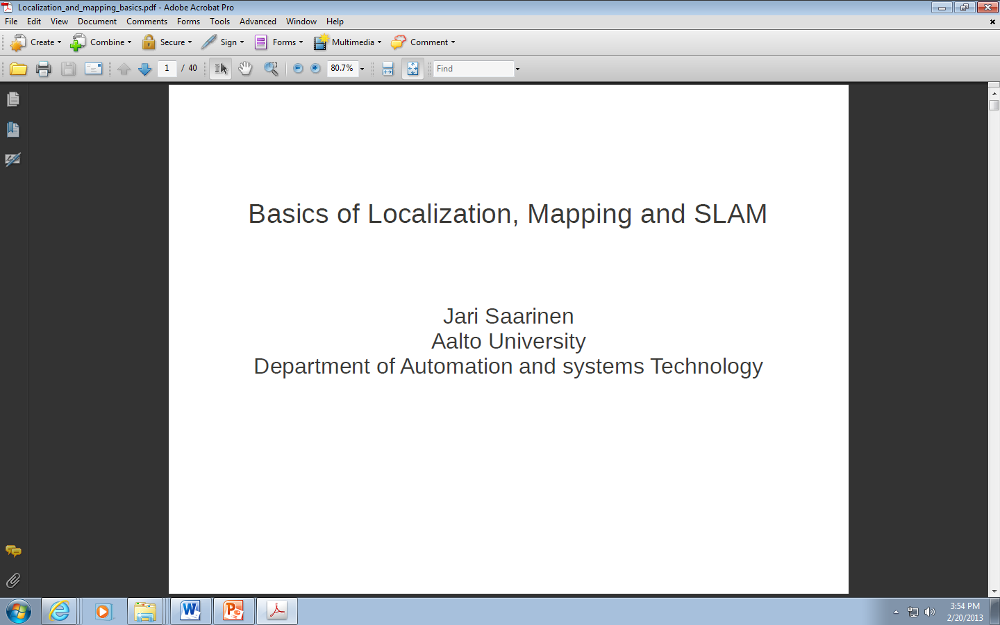 Localization_and_mapping_basics.pdf - Adobe Acrobat Pro
File Edit View Document Comments Forms Tools Advanced Window Help
Create Combine Secure Sign Forms Multimedia Comment
1 / 40 80.7% Find
Basics of Localization, Mapping and SLAM
Jari Saarinen
Aalto University
Department of Automation and systems Technology
3:54 PM
2/20/2013